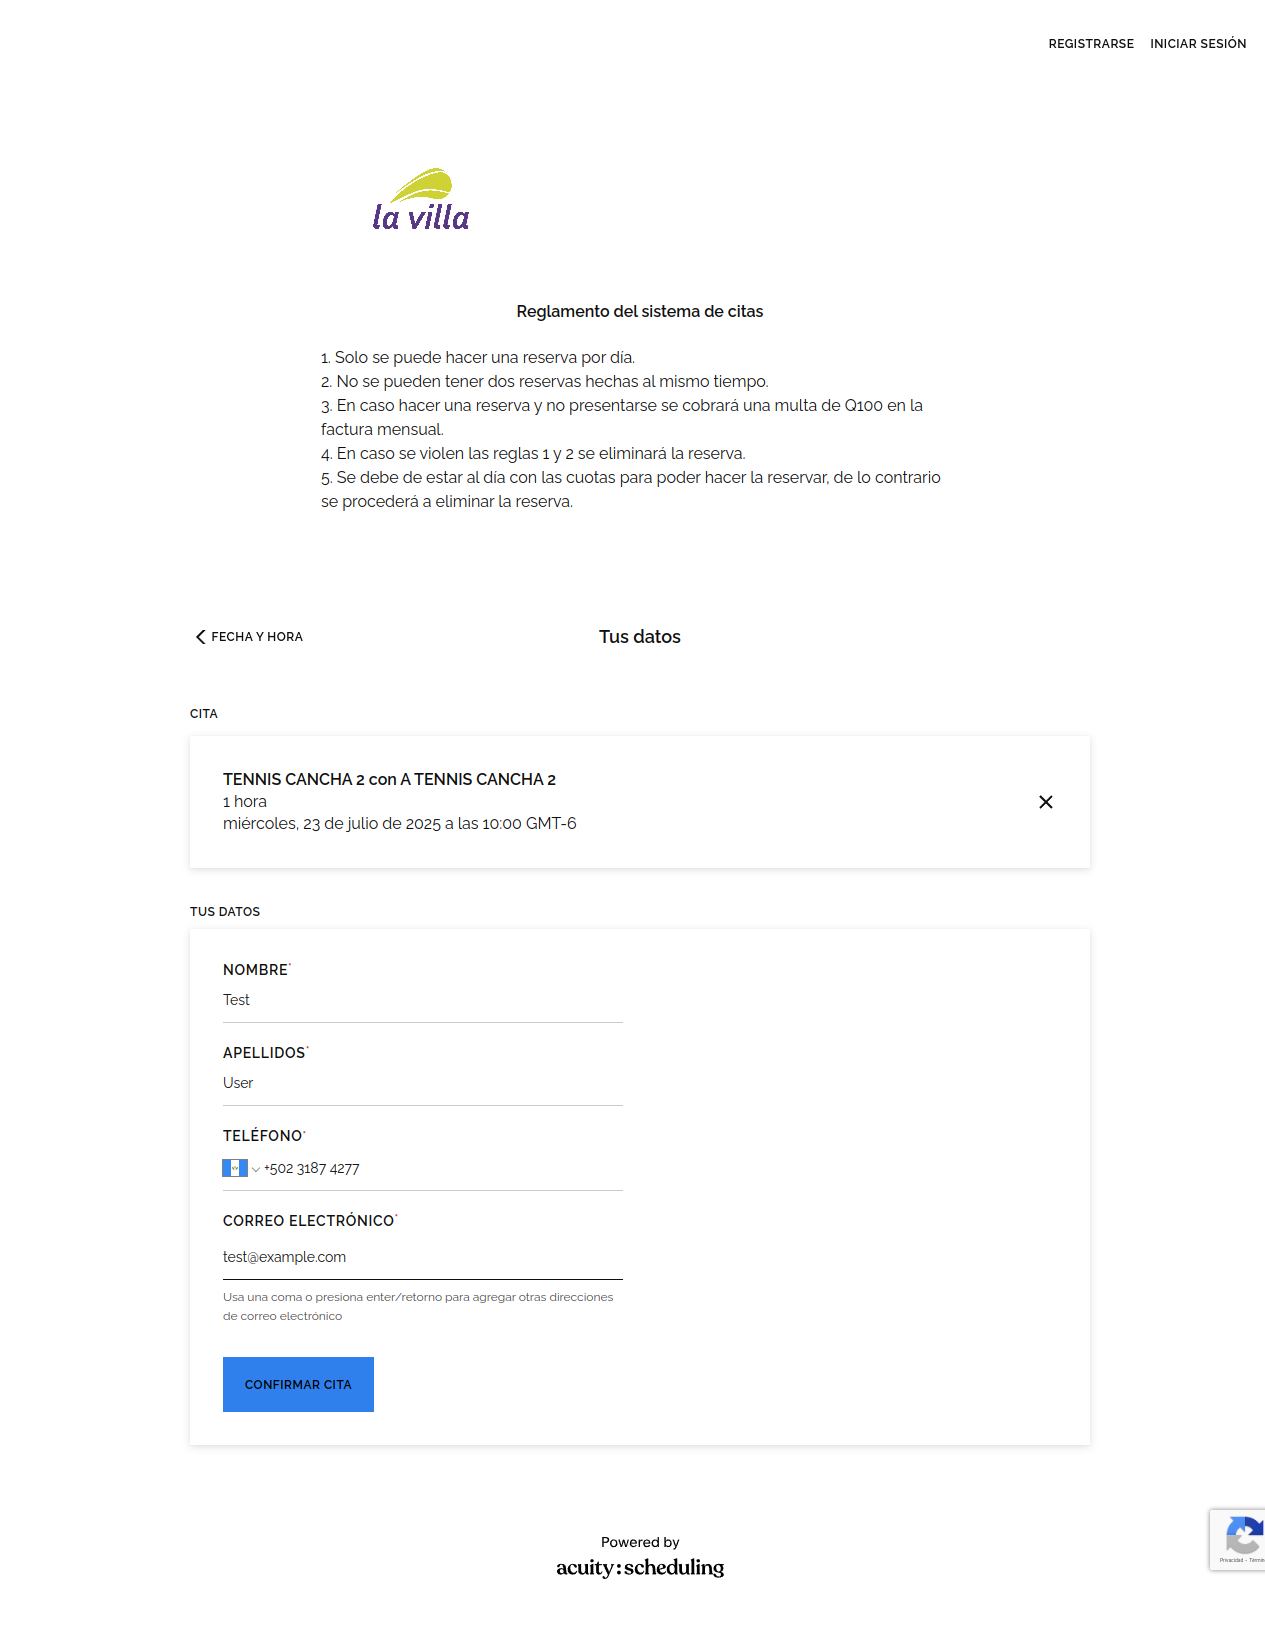 REGISTRARSE INICIAR SESIÓN
la villa
Reglamento del sistema de citas
1. Solo se puede hacer una reserva por día.
2. No se pueden tener dos reservas hechas al mismo tiempo.
3. En caso hacer una reserva y no presentarse se cobrará una multa de Q100 en la
factura mensual.
4. En caso se violen las reglas 1 y 2 se eliminará la reserva.
5. Se debe de estar al día con las cuotas para poder hacer la reservar, de lo contrario
se procederá a eliminar la reserva.
FECHA Y HORA
Tus datos
CITA
TENNIS CANCHA 2 con A TENNIS CANCHA 2
1 hora
miércoles, 23 de julio de 2025 a las 10:00 GMT-6
TUS DATOS
NOMBRE*
Test
APELLIDOS*
User
TELÉFONO*
+502 3187 4277
CORREO ELECTRÓNICO*
test@example.com
Usa una coma o presiona enter/retorno para agregar otras direcciones
de correo electrónico
CONFIRMAR CITA
Privacidad -
Powered by
acuity:scheduling